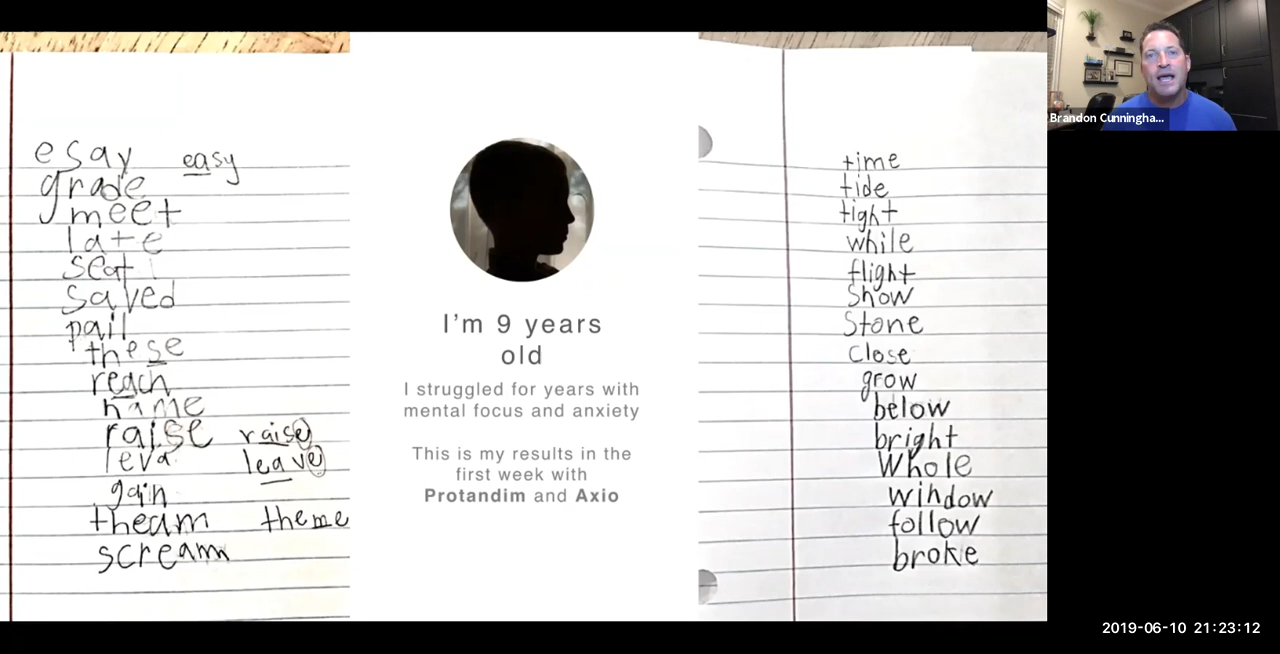 esay easy
grade
meet
late
seat
saved
pail
these
reach
name
raise raise
leva leave
gain
theam theme
scream
I'm 9 years
old
I struggled for years with
mental focus and anxiety
This is my results in the
first week with
Protandim and Axio
time
tide
tight
while
flight
Show
Stone
Close
grow
below
bright
Whole
window
follow
broke
Brandon Cunningha...
2019-06-10 21:23:12